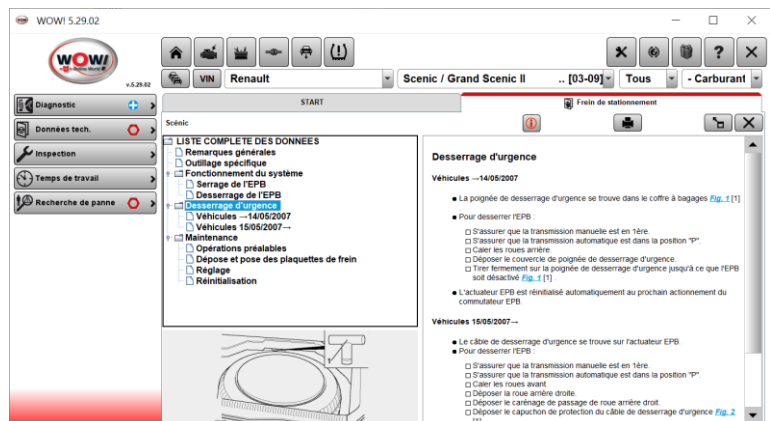 WOW! 5.29.02
WOW!
v.5.29.02
VIN
Renault
Scenic / Grand Scenic II .. [03-09]
Tous
- Carburant
Diagnostic
Données tech.
Inspection
Temps de travail
Recherche de panne
START
Frein de stationnement
Scénic
LISTE COMPLETE DES DONNEES
Remarques générales
Outillage spécifique
Fonctionnement du système
Serrage de l'EPB
Desserrage de l'EPB
Desserrage d'urgence
Véhicules →14/05/2007
Véhicules 15/05/2007→
Maintenance
Opérations préalables
Dépose et pose des plaquettes de frein
Réglage
Réinitialisation
1
Desserrage d'urgence
Véhicules →14/05/2007
La poignée de desserrage d'urgence se trouve dans le coffre à bagages Fig. 1 [1]
Pour desserrer l'EPB :
S'assurer que la transmission manuelle est en 1ère.
S'assurer que la transmission automatique est dans la position "P".
Caler les roues arrière.
Déposer le couvercle de poignée de desserrage d'urgence.
Tirer fermement sur la poignée de desserrage d'urgence jusqu'à ce que l'EPB
soit désactivé Fig. 1 [1] .
L'actuateur EPB est réinitialisé automatiquement au prochain actionnement du
commutateur EPB.
Véhicules 15/05/2007→
Le câble de desserrage d'urgence se trouve sur l'actuateur EPB.
Pour desserrer l'EPB :
S'assurer que la transmission manuelle est en 1ère.
S'assurer que la transmission automatique est dans la position "P".
Caler les roues avant.
Déposer la roue arrière droite.
Déposer le carénage de passage de roue arrière droit.
Déposer le capuchon de protection du câble de desserrage d'urgence Fig. 2